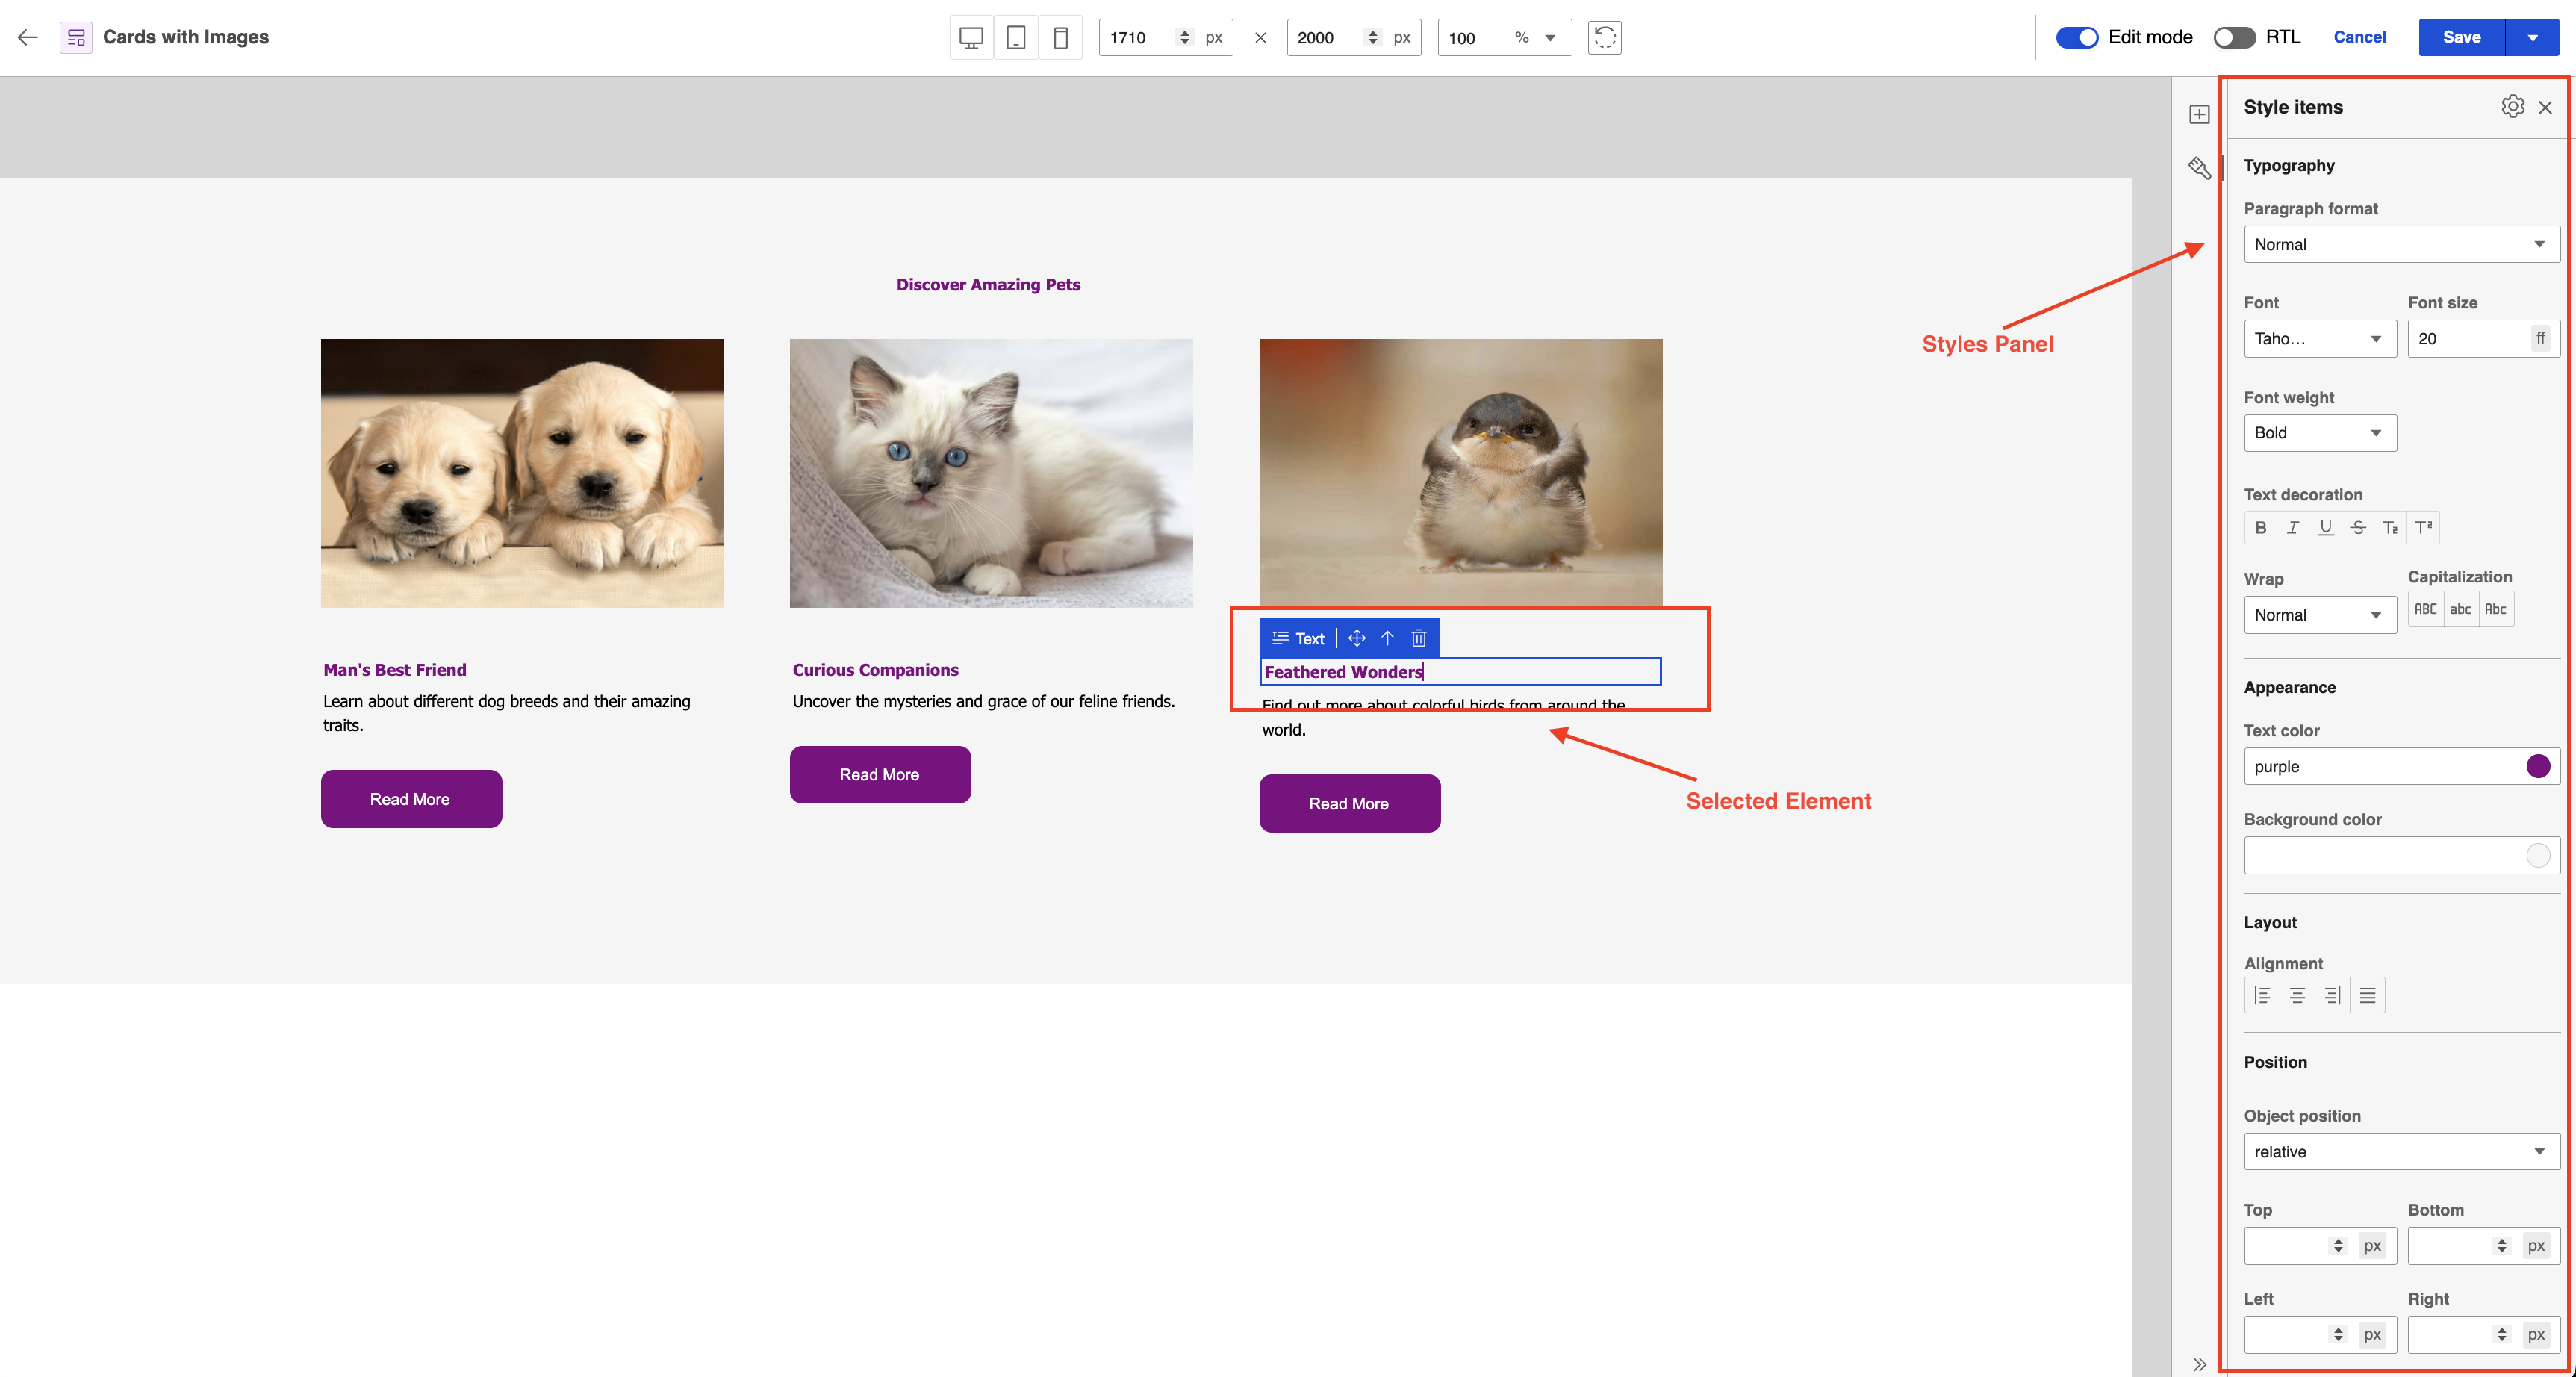 Cards with Images
1710 px × 2000 px 100 %
Edit mode RTL Cancel Save
Style items
Typography
Paragraph format
Normal
Font Font size
Taho... 20 ff
Font weight
Bold
Text decoration
B I U S T₂ T²
Wrap Capitalization
Normal ABC abc Abc
Appearance
Text color
purple
Background color
Layout
Alignment
Position
Object position
relative
Top Bottom
px px
Left Right
px px
Styles Panel
Discover Amazing Pets
Man's Best Friend
Learn about different dog breeds and their amazing
traits.
Read More
Curious Companions
Uncover the mysteries and grace of our feline friends.
Read More
Text
Feathered Wonders
Find out more about colorful birds from around the
world.
Read More
Selected Element